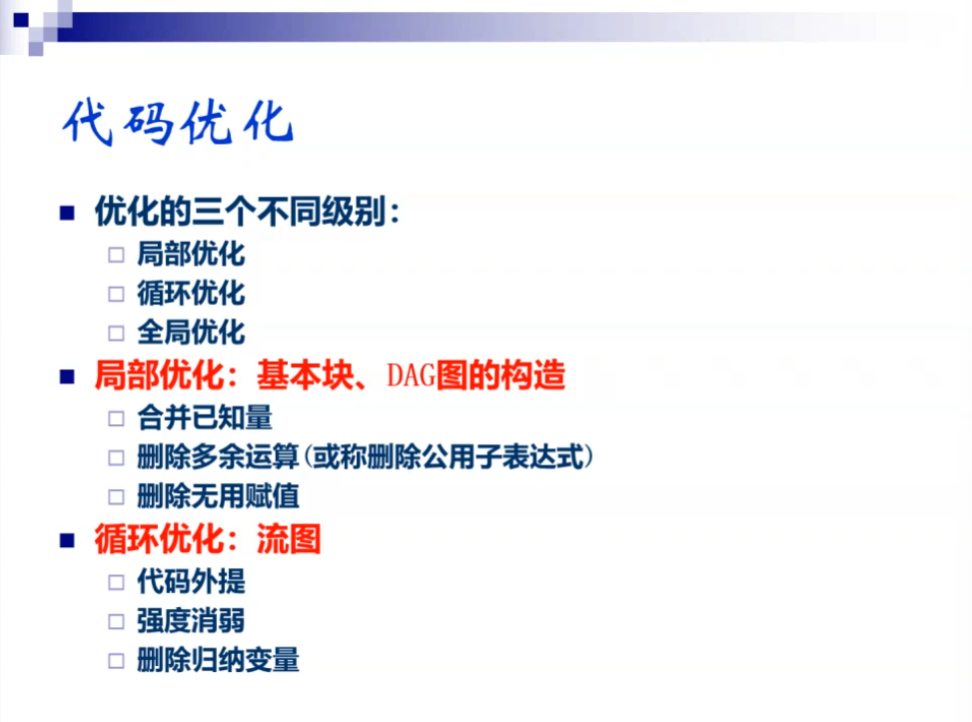 代码优化
优化的三个不同级别：
局部优化
循环优化
全局优化
局部优化：基本块、DAG图的构造
合并已知量
删除多余运算(或称删除公用子表达式)
删除无用赋值
循环优化：流图
代码外提
强度消弱
删除归纳变量